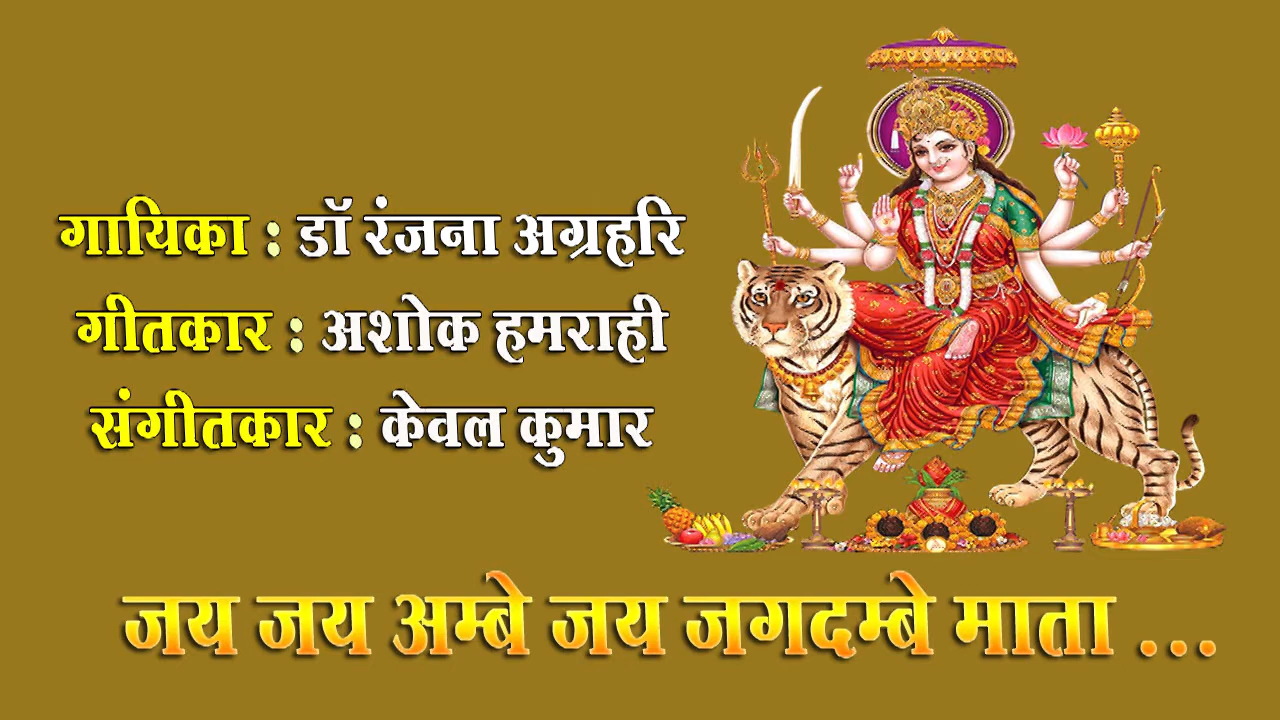 गायिका : डॉ रंजना अग्रहरि
गीतकार : अशोक हमराही
संगीतकार : केवल कुमार
जय जय अम्बे जय जगदम्बे माता ...